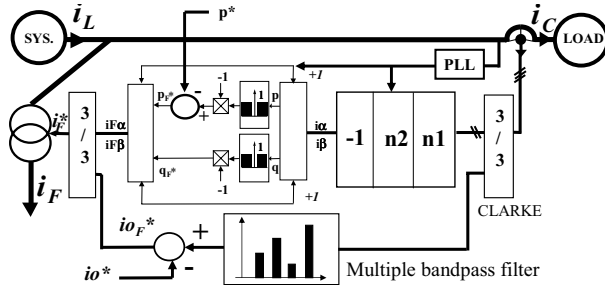 SYS.
i_L
p*
i_C
LOAD
PLL
+1
-1
1
p_F*
-
+
p
i_F*
3
/
3
iFα
iFβ
iα
iβ
-1
n2
n1
3
/
3
1
q_F*
q
-1
+1
CLARKE
i_F
io_F*
+
-
io*
Multiple bandpass filter